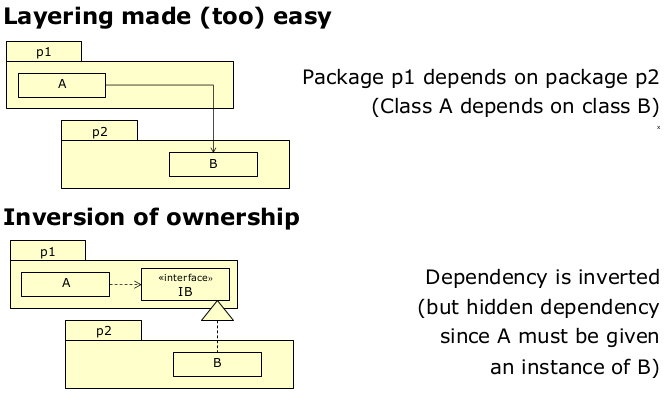 Layering made (too) easy
p1
A
Package p1 depends on package p2
(Class A depends on class B)
p2
B
Inversion of ownership
p1
A
«interface»
IB
Dependency is inverted
(but hidden dependency
since A must be given
an instance of B)
p2
B